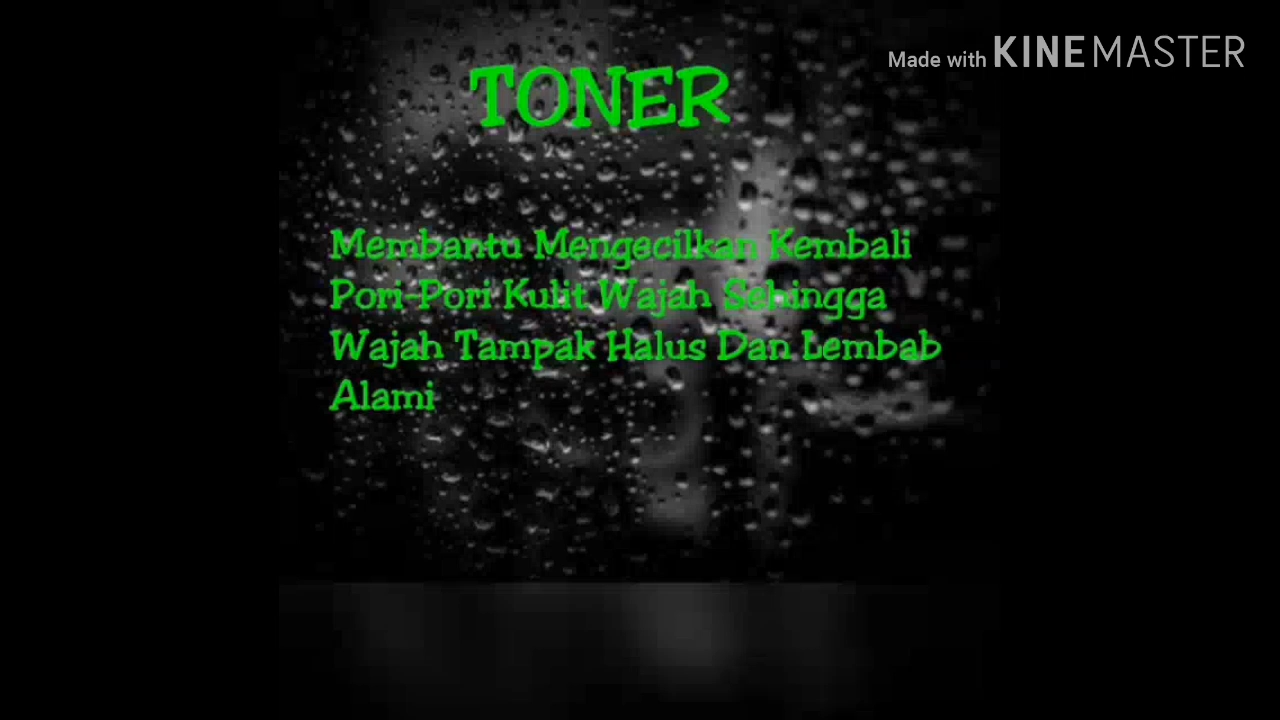 Made with KINEMASTER
TONER
Membantu Mengecilkan Kembali
Pori-Pori Kulit Wajah Sehingga
Wajah Tampak Halus Dan Lembab
Alami